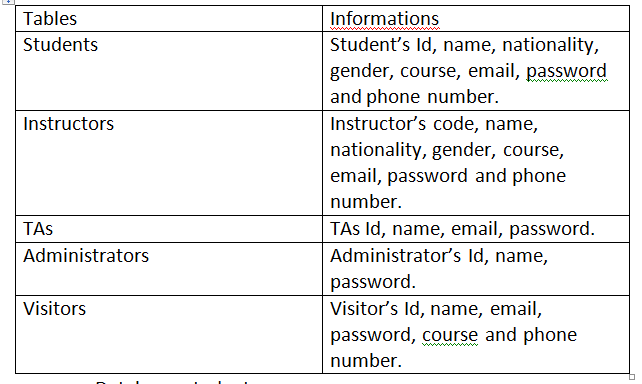 Tables
Informations
Students
Student's Id, name, nationality,
gender, course, email, password
and phone number.
Instructors
Instructor's code, name,
nationality, gender, course,
email, password and phone
number.
TAs
TAs Id, name, email, password.
Administrators
Administrator's Id, name,
password.
Visitors
Visitor's Id, name, email,
password, course and phone
number.